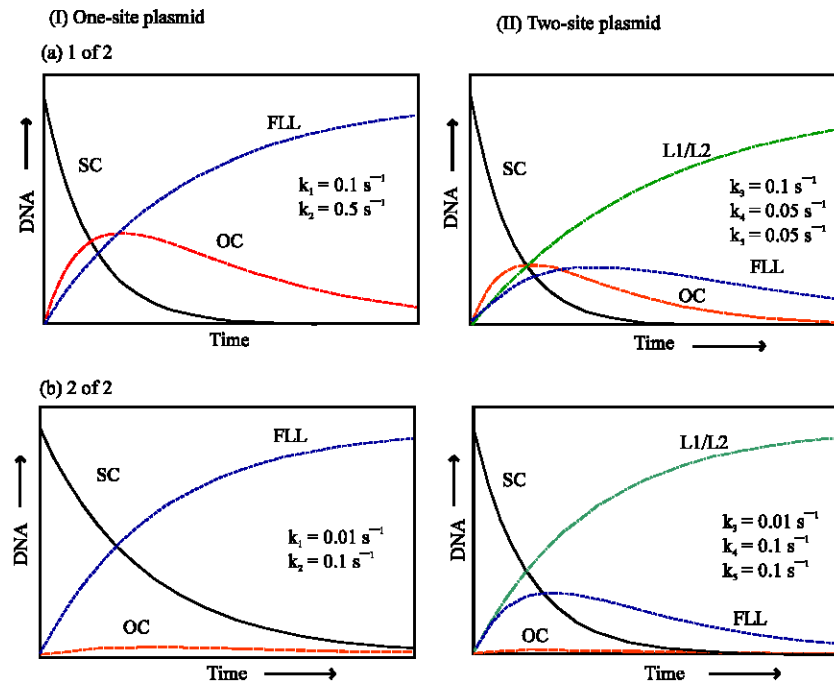 (I) One-site plasmid
(II) Two-site plasmid
(a) 1 of 2
SC
FLL
k₁ = 0.1 s⁻¹
k₂ = 0.5 s⁻¹
OC
DNA
Time
SC
L1/L2
k₃ = 0.1 s⁻¹
k₄ = 0.05 s⁻¹
k₅ = 0.05 s⁻¹
FLL
OC
DNA
Time
(b) 2 of 2
SC
FLL
k₁ = 0.01 s⁻¹
k₂ = 0.1 s⁻¹
OC
DNA
Time
SC
L1/L2
k₃ = 0.01 s⁻¹
k₄ = 0.1 s⁻¹
k₅ = 0.1 s⁻¹
FLL
OC
DNA
Time